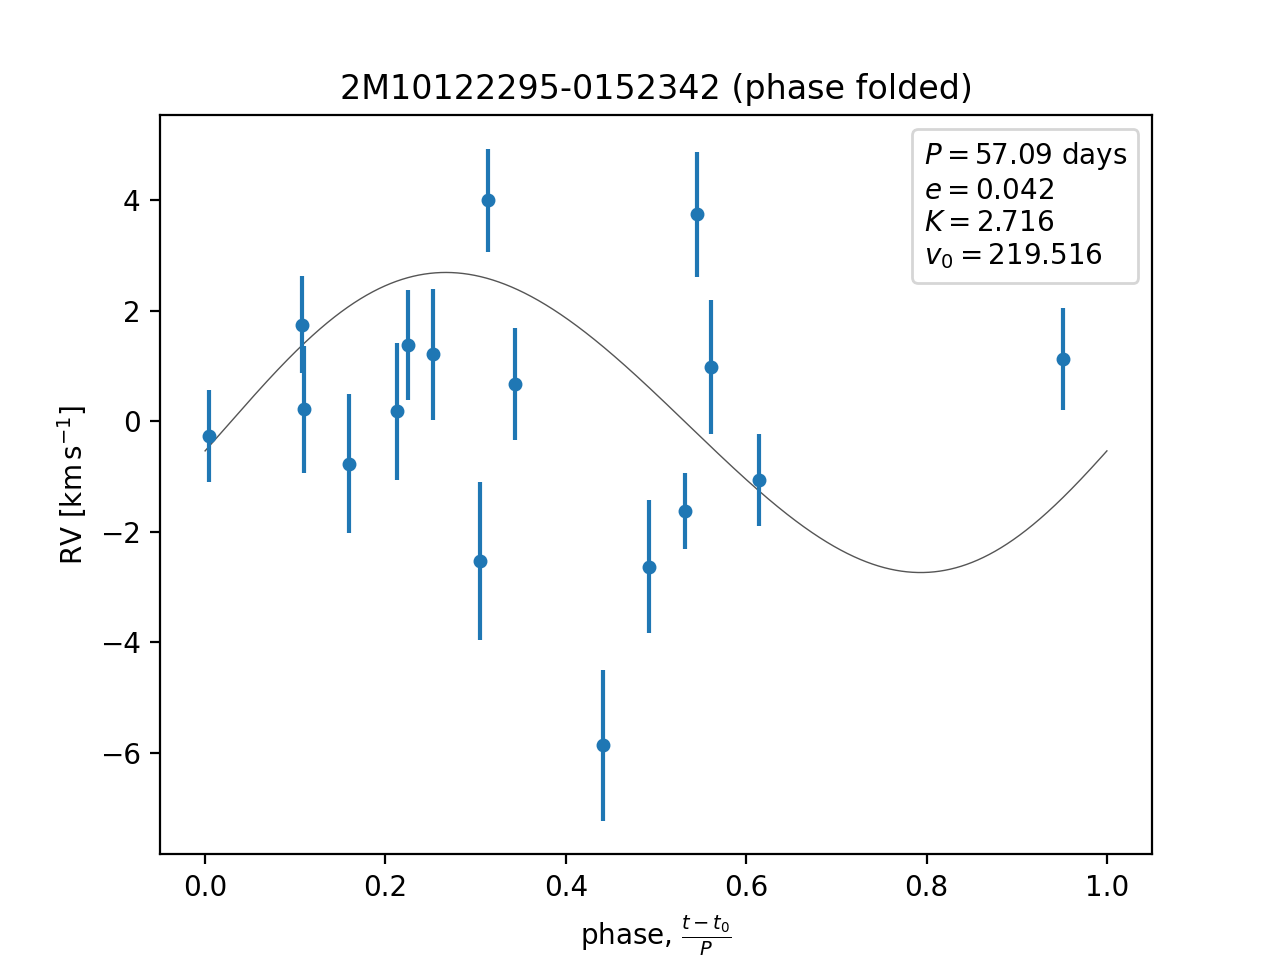 2M10122295-0152342 (phase folded)
P = 57.09 days
e = 0.042
K = 2.716
v₀ = 219.516
4
2
0
−2
−4
−6
RV [km s⁻¹]
0.0 0.2 0.4 0.6 0.8 1.0
phase, (t − t₀)/P